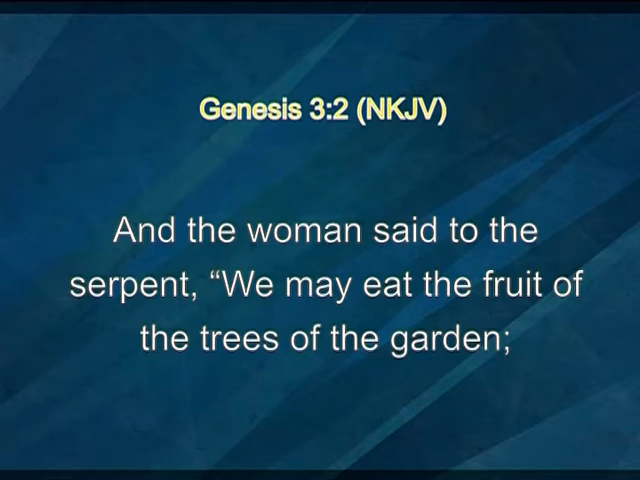 Genesis 3:2 (NKJV)
And the woman said to the
serpent, “We may eat the fruit of
the trees of the garden;